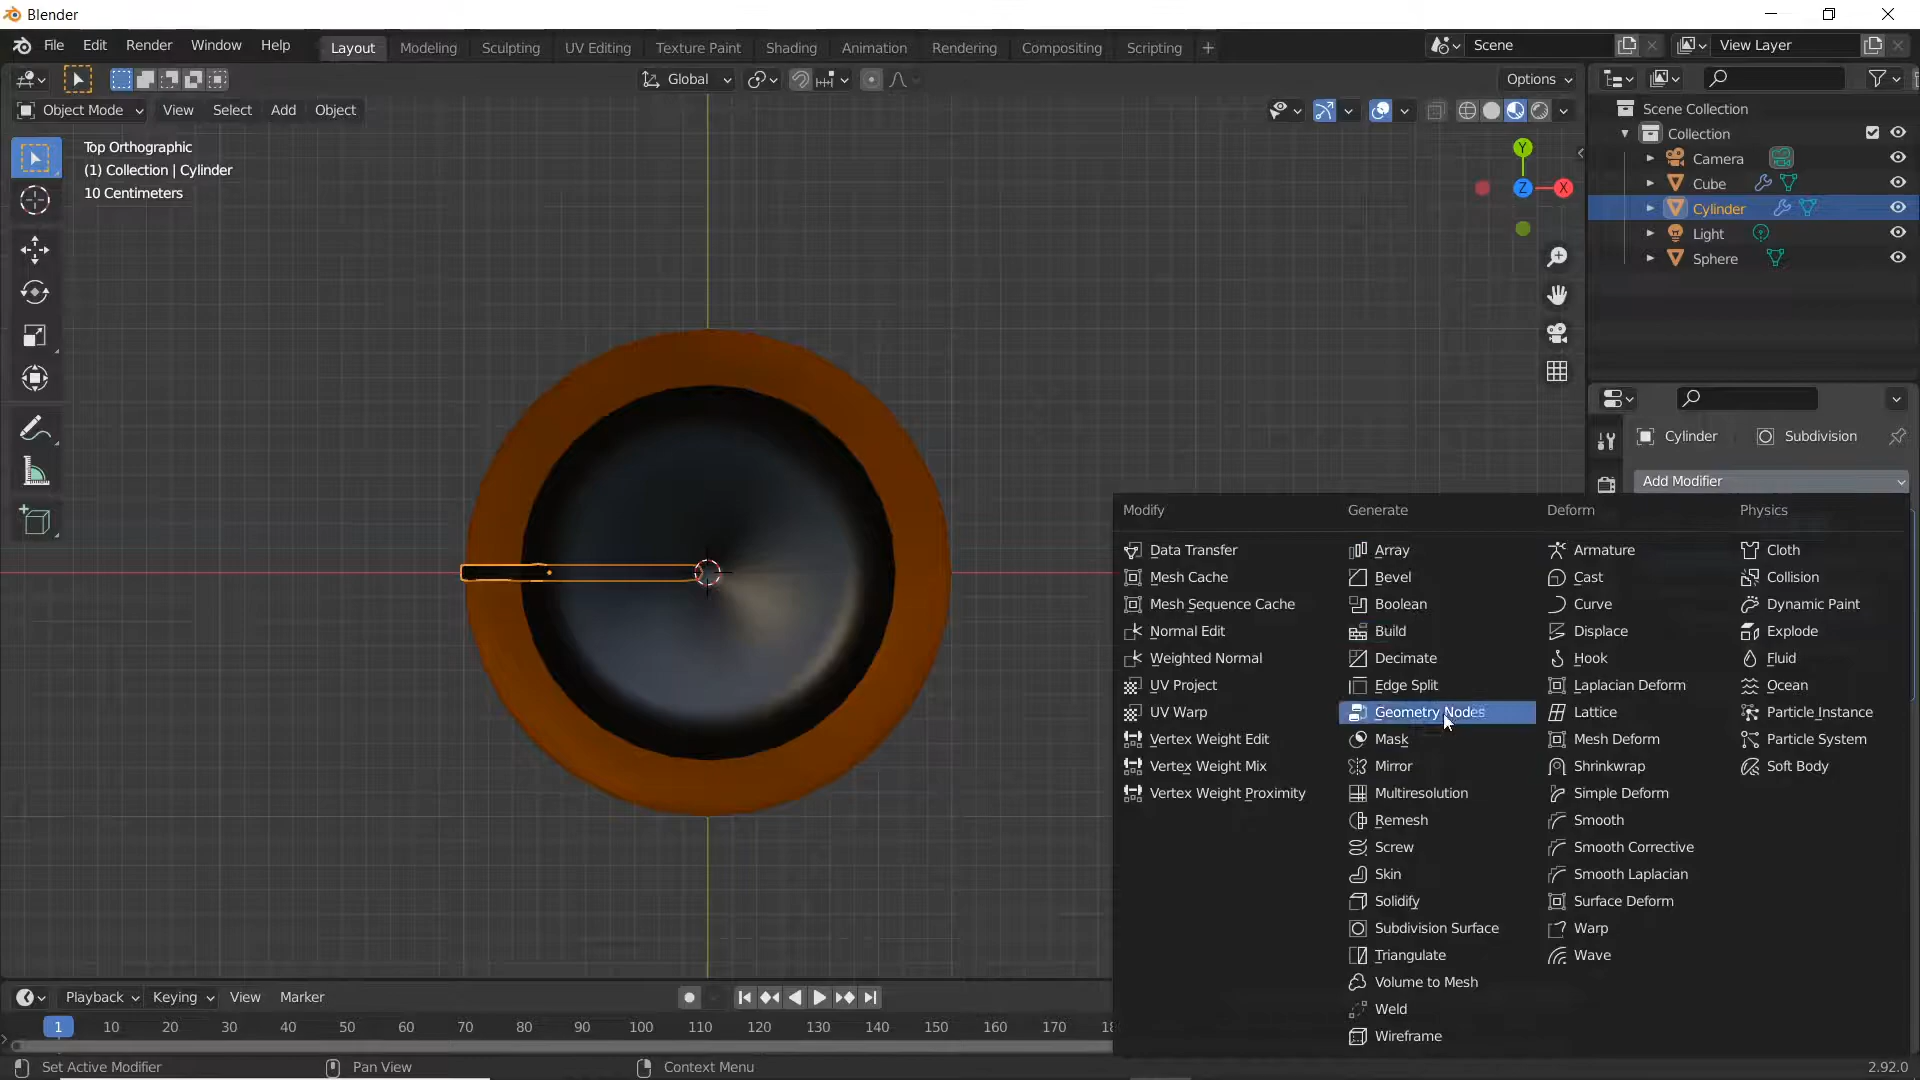 Blender
File Edit Render Window Help Layout Modeling Sculpting UV Editing Texture Paint Shading Animation Rendering Compositing Scripting + Scene View Layer
Global Options
Object Mode View Select Add Object
Top Orthographic
(1) Collection | Cylinder
10 Centimeters
Y
Z X
Scene Collection
Collection
Camera
Cube
Cylinder
Light
Sphere
Cylinder Subdivision
Add Modifier
Modify Generate Deform Physics
Data Transfer Array Armature Cloth
Mesh Cache Bevel Cast Collision
Mesh Sequence Cache Boolean Curve Dynamic Paint
Normal Edit Build Displace Explode
Weighted Normal Decimate Hook Fluid
UV Project Edge Split Laplacian Deform Ocean
UV Warp Geometry Nodes Lattice Particle Instance
Vertex Weight Edit Mask Mesh Deform Particle System
Vertex Weight Mix Mirror Shrinkwrap Soft Body
Vertex Weight Proximity Multiresolution Simple Deform
Remesh Smooth
Screw Smooth Corrective
Skin Smooth Laplacian
Solidify Surface Deform
Subdivision Surface Warp
Triangulate Wave
Volume to Mesh
Weld
Wireframe
Playback Keying View Marker
1 10 20 30 40 50 60 70 80 90 100 110 120 130 140 150 160 170
Set Active Modifier Pan View Context Menu 2.92.0